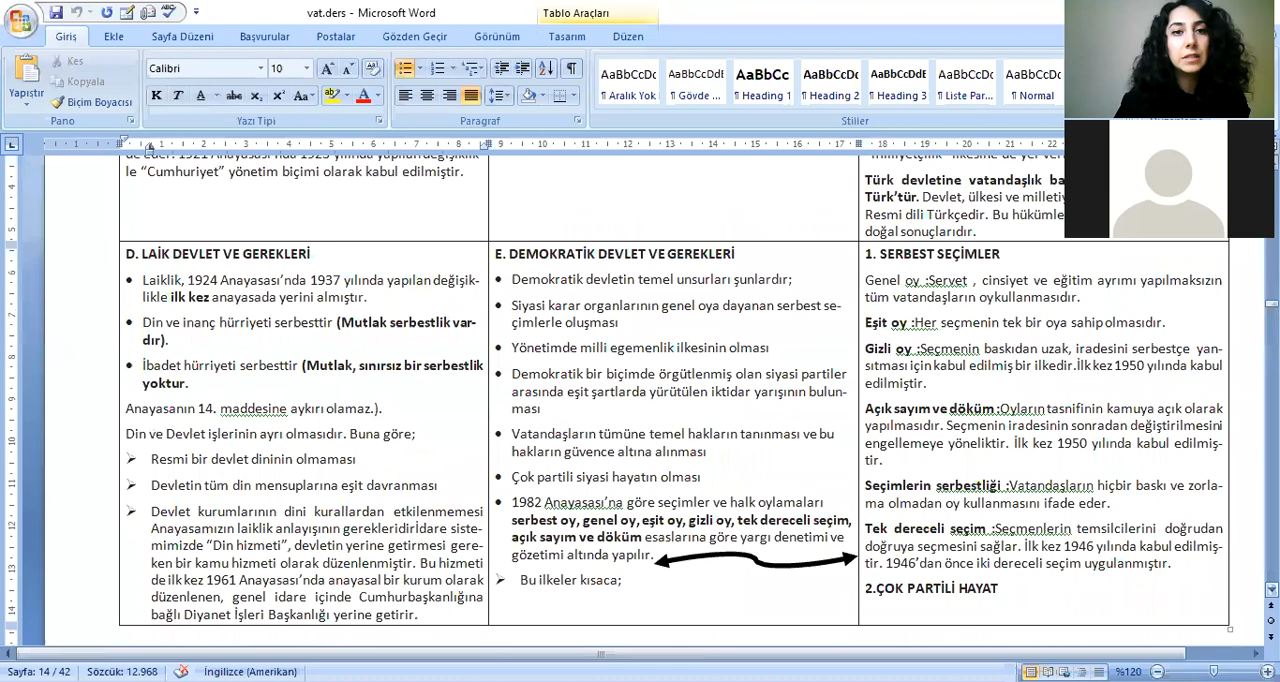 vat.ders - Microsoft Word
Tablo Araçları
Giriş
Ekle
Sayfa Düzeni
Başvurular
Postalar
Gözden Geçir
Görünüm
Tasarım
Düzen
Yapıştır
Kes
Kopyala
Biçim Boyacısı
Pano
Calibri
10
Yazı Tipi
Paragraf
AaBbCcDc
¶ Aralık Yok
AaBbCcDdE
¶ Gövde ...
AaBbCc
¶ Heading 1
AaBbCcDc
¶ Heading 2
AaBbCcDdE
¶ Heading 3
AaBbCcDc
¶ Liste Par...
AaBbCcDc
¶ Normal
Stiller
de eder. 1921 Anayasası'nda 1923 yılında yapılan değişiklik-
le “Cumhuriyet” yönetim biçimi olarak kabul edilmiştir.
Türk devletine vatandaşlık
Türk’tür. Devlet, ülkesi ve
Resmi dili Türkçedir. Bu
doğal sonuçlarıdır.
D. LAİK DEVLET VE GEREKLERİ
• Laiklik, 1924 Anayasası’nda 1937 yılında yapılan değişik-
likle ilk kez anayasada yerini almıştır.
• Din ve inanç hürriyeti serbesttir (Mutlak serbestlik var-
dır).
• İbadet hürriyeti serbesttir (Mutlak, sınırsız bir serbestlik
yoktur.
Anayasanın 14. maddesine aykırı olamaz.).
Din ve Devlet işlerinin ayrı olmasıdır. Buna göre;
➢ Resmi bir devlet dininin olmaması
➢ Devletin tüm din mensuplarına eşit davranması
➢ Devlet kurumlarının dini kurallardan etkilenmemesi
Anayasamızın laiklik anlayışının gerekleridirİdare siste-
mimizde “Din hizmeti”, devletin yerine getirmesi gere-
ken bir kamu hizmeti olarak düzenlenmiştir. Bu hizmeti
de ilk kez 1961 Anayasası’nda anayasal bir kurum olarak
düzenlenen, genel idare içinde Cumhurbaşkanlığına
bağlı Diyanet İşleri Başkanlığı yerine getirir.
E. DEMOKRATİK DEVLET VE GEREKLERİ
• Demokratik devletin temel unsurları şunlardır;
• Siyasi karar organlarının genel oya dayanan serbest se-
çimlerle oluşması
• Yönetimde milli egemenlik ilkesinin olması
• Demokratik bir biçimde örgütlenmiş olan siyasi partiler
arasında eşit şartlarda yürütülen iktidar yarışının bulun-
ması
• Vatandaşların tümüne temel hakların tanınması ve bu
hakların güvence altına alınması
• Çok partili siyasi hayatın olması
• 1982 Anayasası’na göre seçimler ve halk oylamaları
serbest oy, genel oy, eşit oy, gizli oy, tek dereceli seçim,
açık sayım ve döküm esaslarına göre yargı denetimi ve
gözetimi altında yapılır.
➢ Bu ilkeler kısaca;
1. SERBEST SEÇİMLER
Genel oy :Servet , cinsiyet ve eğitim ayrımı yapılmaksızın
tüm vatandaşların oy kullanmasıdır.
Eşit oy :Her seçmenin tek bir oya sahip olmasıdır.
Gizli oy :Seçmenin baskıdan uzak, iradesini serbestçe yan-
sıtması için kabul edilmiş bir ilkedir.İlk kez 1950 yılında kabul
edilmiştir.
Açık sayım ve döküm :Oyların tasnifinin kamuya açık olarak
yapılmasıdır. Seçmenin iradesinin sonradan değiştirilmesini
engellemeye yöneliktir. İlk kez 1950 yılında kabul edilmiş-
tir.
Seçimlerin serbestliği :Vatandaşların hiçbir baskı ve zorla-
ma olmadan oy kullanmasını ifade eder.
Tek dereceli seçim :Seçmenlerin temsilcilerini doğrudan
doğruya seçmesini sağlar. İlk kez 1946 yılında kabul edilmiş-
tir. 1946’dan önce iki dereceli seçim uygulanmıştır.
2.ÇOK PARTİLİ HAYAT
Sayfa: 14 / 42
Sözcük: 12.968
İngilizce (Amerikan)
%120